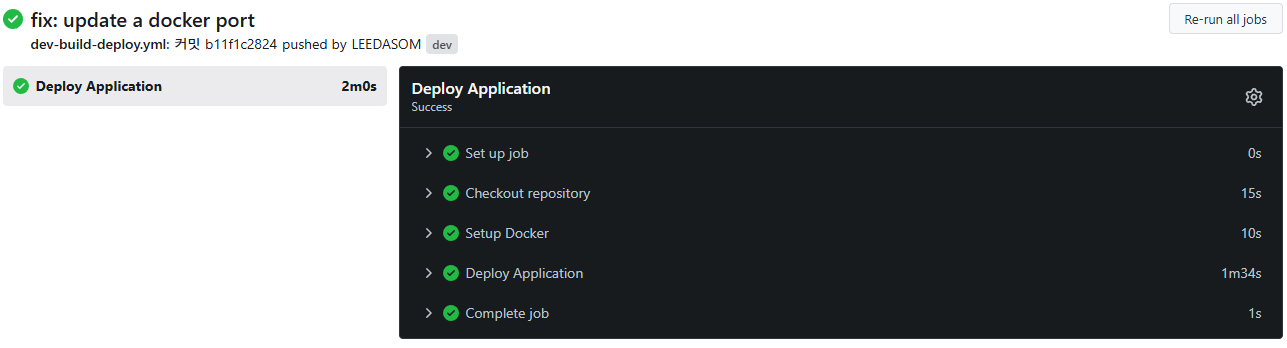 fix: update a docker port
Re-run all jobs
dev-build-deploy.yml: 커밋 b11f1c2824 pushed by LEEDASOM dev
Deploy Application 2m0s
Deploy Application
Success
Set up job 0s
Checkout repository 15s
Setup Docker 10s
Deploy Application 1m34s
Complete job 1s